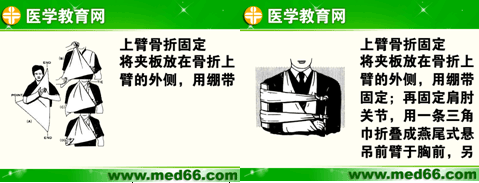 医学教育网
上臂骨折固定
将夹板放在骨折上
臂的外侧，用绷带
www.med66.com
医学教育网
上臂骨折固定
将夹板放在骨折上
臂的外侧，用绷带
固定；再固定肩肘
关节，用一条三角
巾折叠成燕尾式悬
吊前臂于胸前，另
www.med66.com